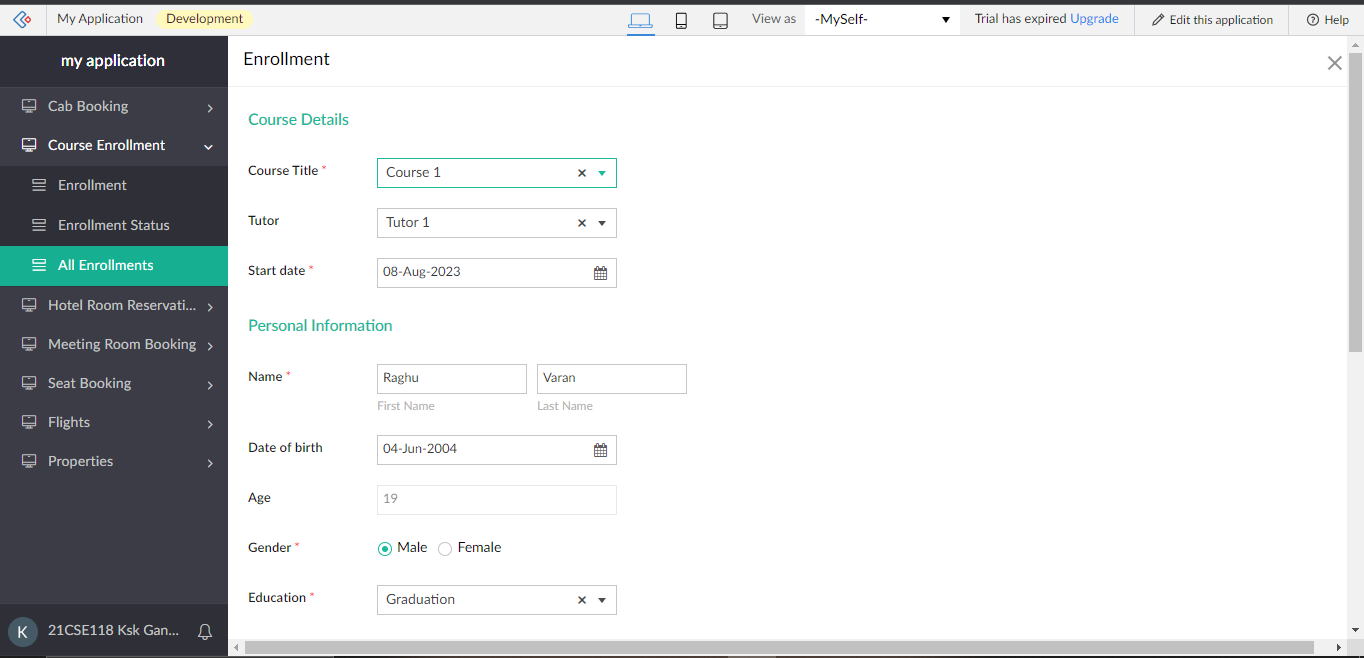 My Application Development View as -MySelf- Trial has expired Upgrade Edit this application Help
my application
Cab Booking
Course Enrollment
Enrollment
Enrollment Status
All Enrollments
Hotel Room Reservati...
Meeting Room Booking
Seat Booking
Flights
Properties
K 21CSE118 Ksk Gan...
Enrollment
Course Details
Course Title * Course 1
Tutor Tutor 1
Start date * 08-Aug-2023
Personal Information
Name * Raghu Varan
First Name Last Name
Date of birth 04-Jun-2004
Age 19
Gender * Male Female
Education * Graduation